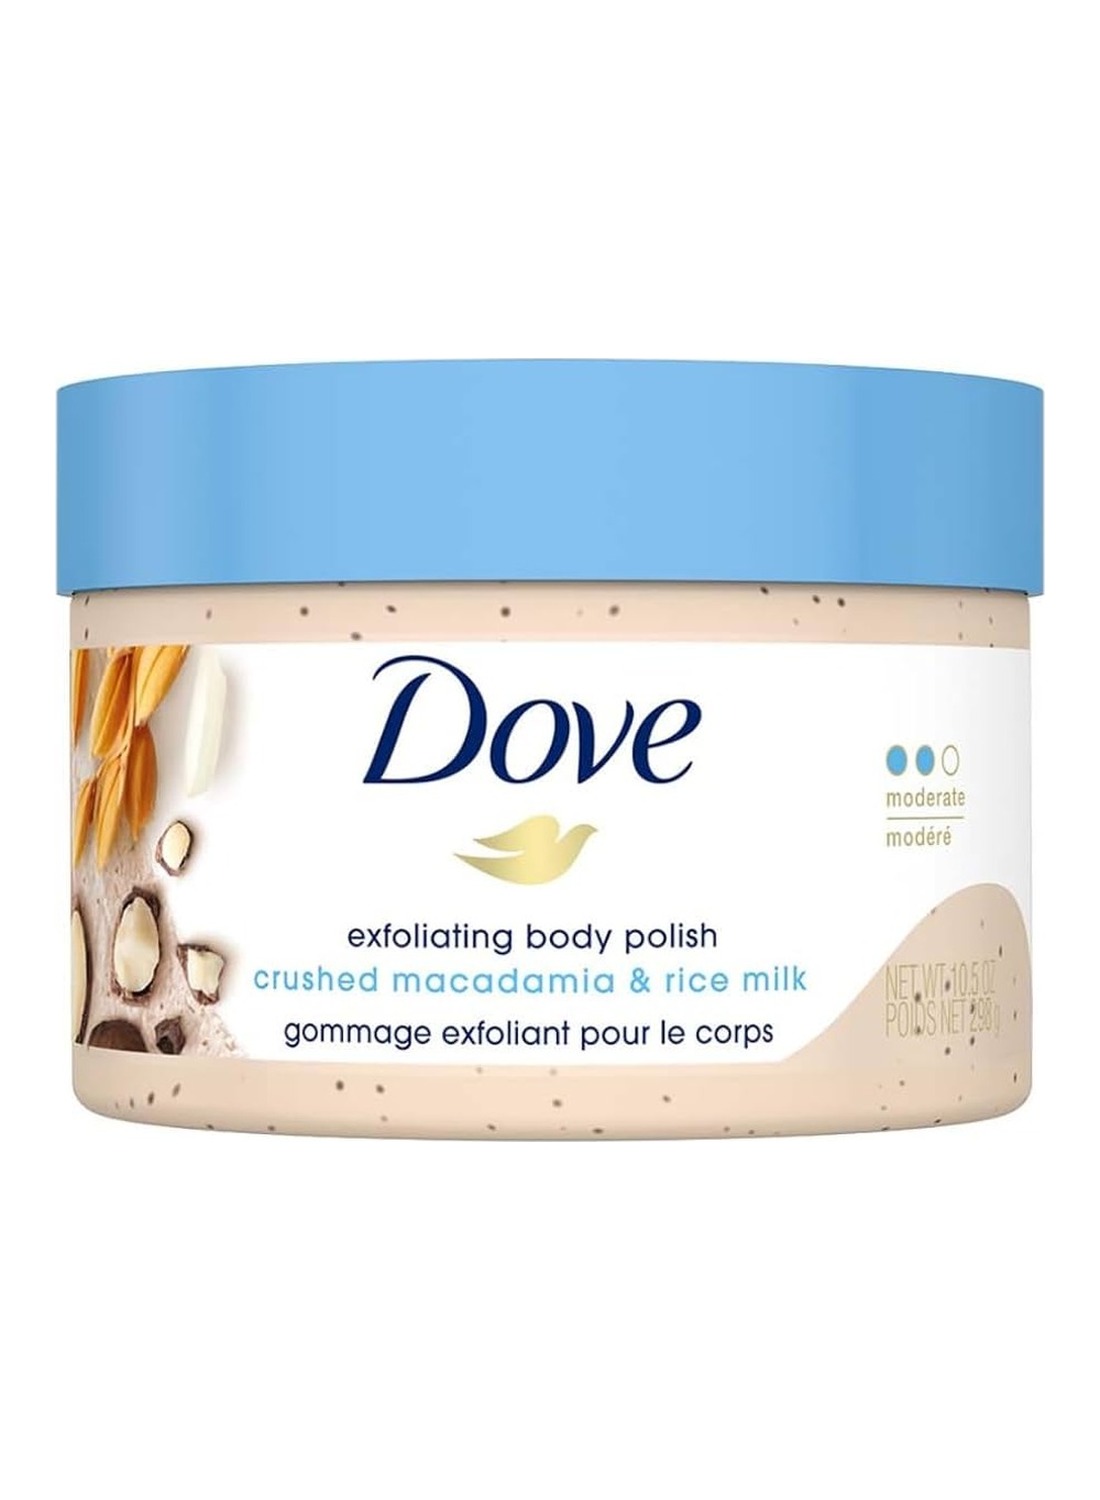 Dove
moderate
modéré
exfoliating body polish
crushed macadamia & rice milk
gommage exfoliant pour le corps
NET WT. 10.5 OZ
POIDS NET 298 g